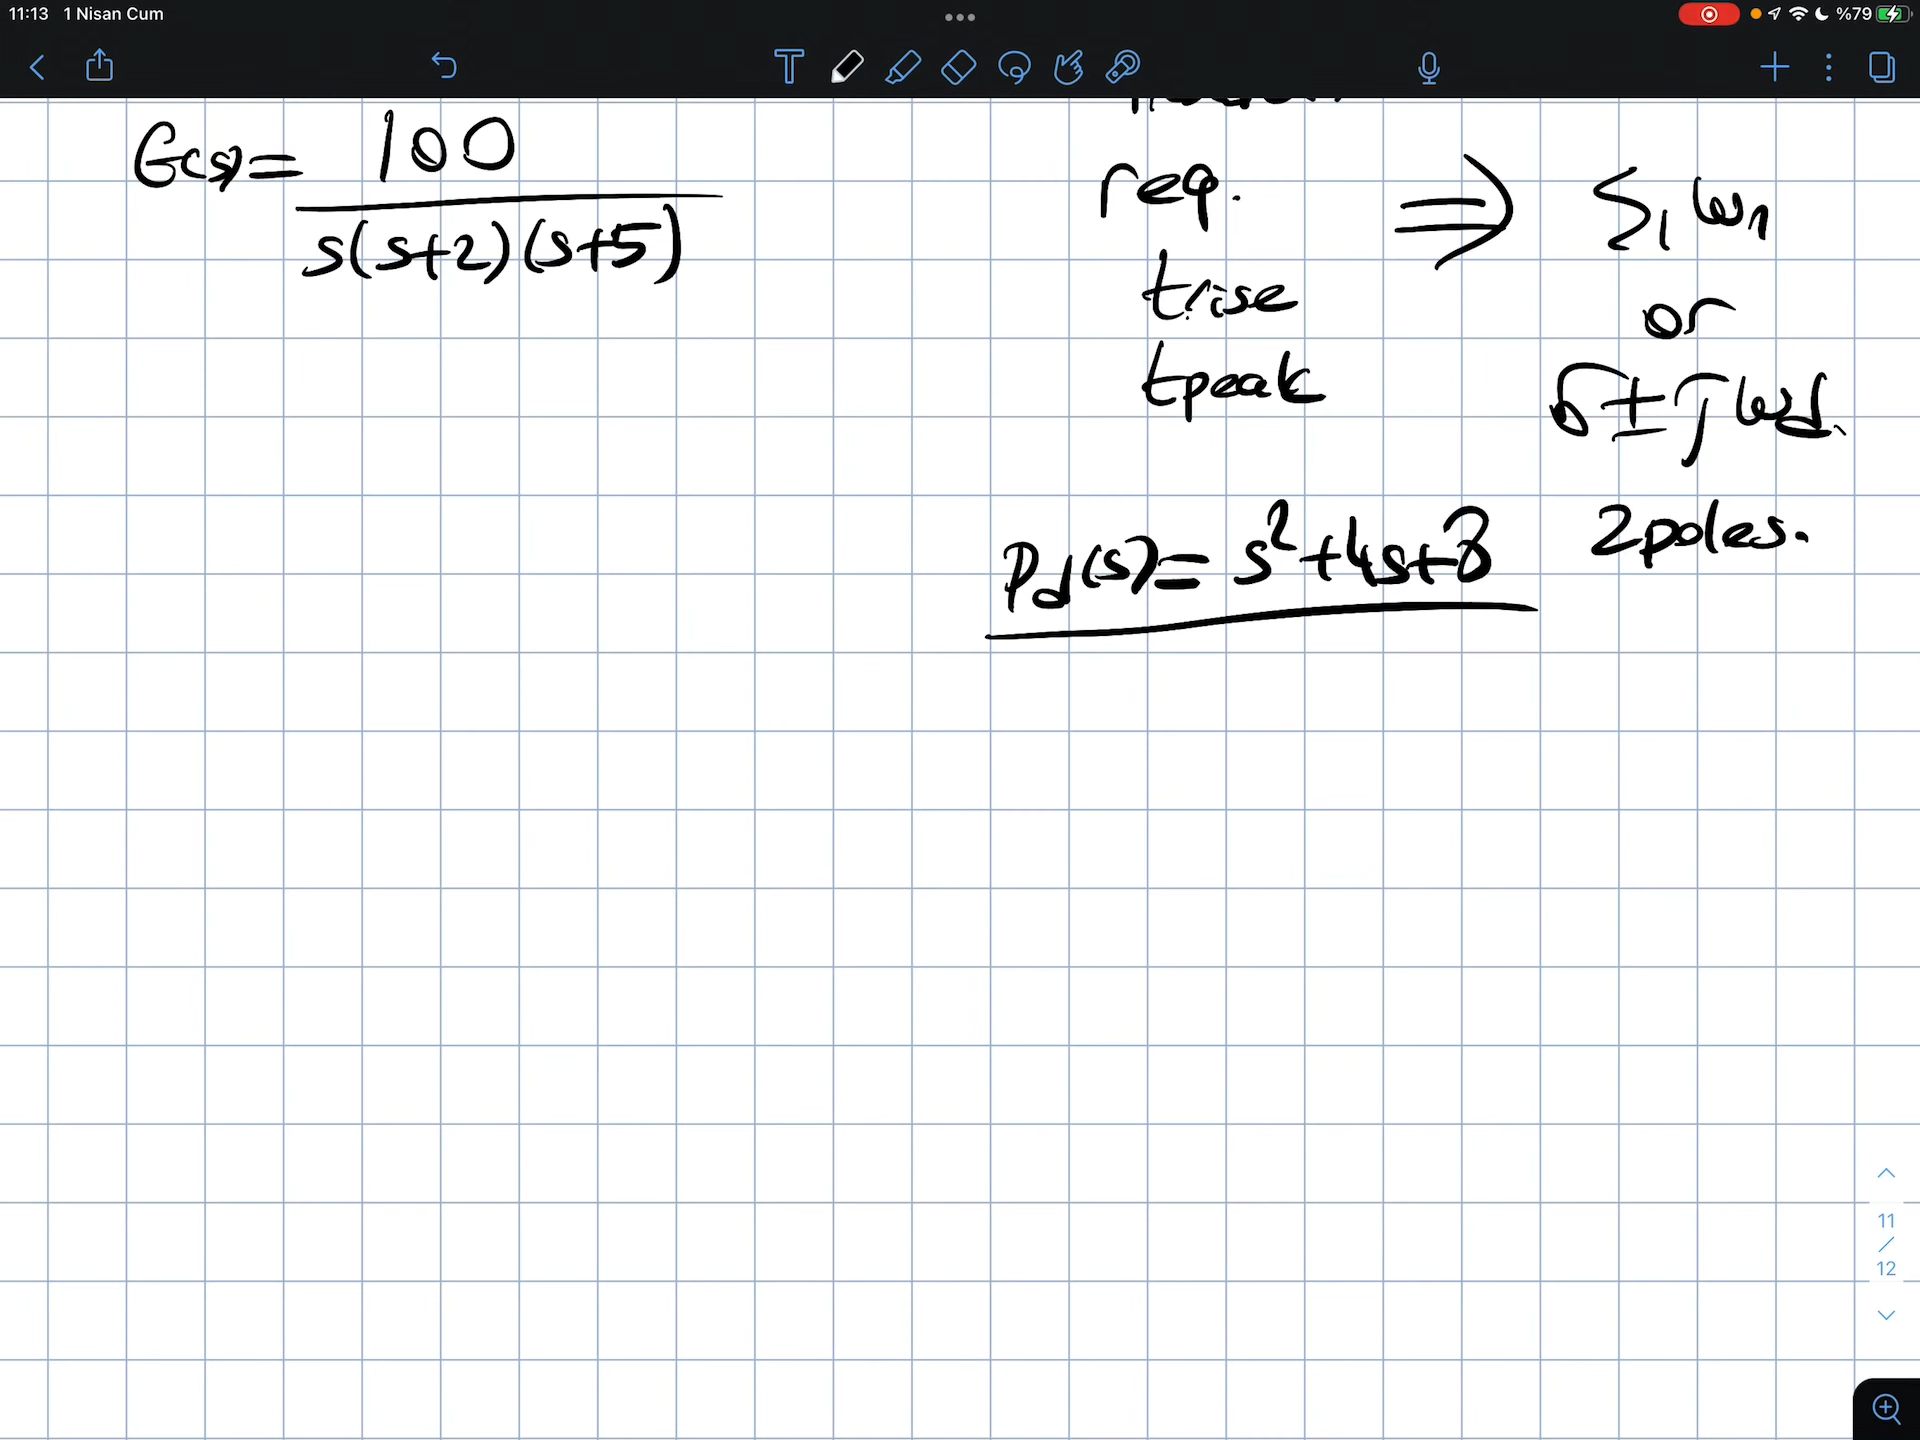 11:13 1 Nisan Cum
%79
G(s)= 100
s(s+2)(s+5)
req. ⇒ ζ, ωn
trise
or
tpeak
σ±jωd.
Pd(s)= s²+4s+8
2poles.
11
/
12